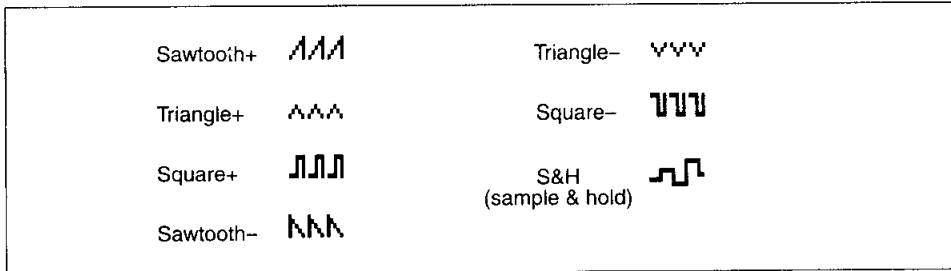 Sawtooth+
Triangle+
Square+
Sawtooth–
Triangle–
Square–
S&H
(sample & hold)